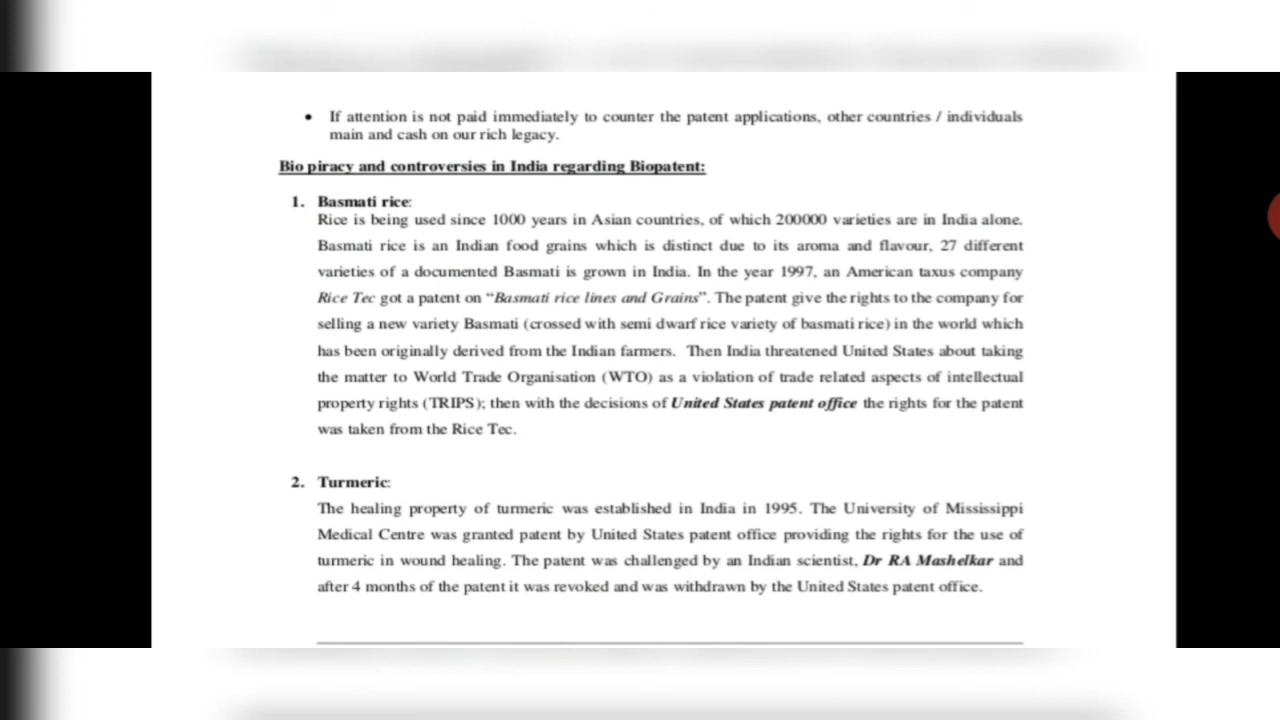 • If attention is not paid immediately to counter the patent applications, other countries / individuals
main and cash on our rich legacy.
Bio piracy and controversies in India regarding Biopatent:
1. Basmati rice:
Rice is being used since 1000 years in Asian countries, of which 200000 varieties are in India alone.
Basmati rice is an Indian food grains which is distinct due to its aroma and flavour, 27 different
varieties of a documented Basmati is grown in India. In the year 1997, an American taxus company
Rice Tec got a patent on “Basmati rice lines and Grains”. The patent give the rights to the company for
selling a new variety Basmati (crossed with semi dwarf rice variety of basmati rice) in the world which
has been originally derived from the Indian farmers. Then India threatened United States about taking
the matter to World Trade Organisation (WTO) as a violation of trade related aspects of intellectual
property rights (TRIPS); then with the decisions of United States patent office the rights for the patent
was taken from the Rice Tec.
2. Turmeric:
The healing property of turmeric was established in India in 1995. The University of Mississippi
Medical Centre was granted patent by United States patent office providing the rights for the use of
turmeric in wound healing. The patent was challenged by an Indian scientist, Dr RA Mashelkar and
after 4 months of the patent it was revoked and was withdrawn by the United States patent office.